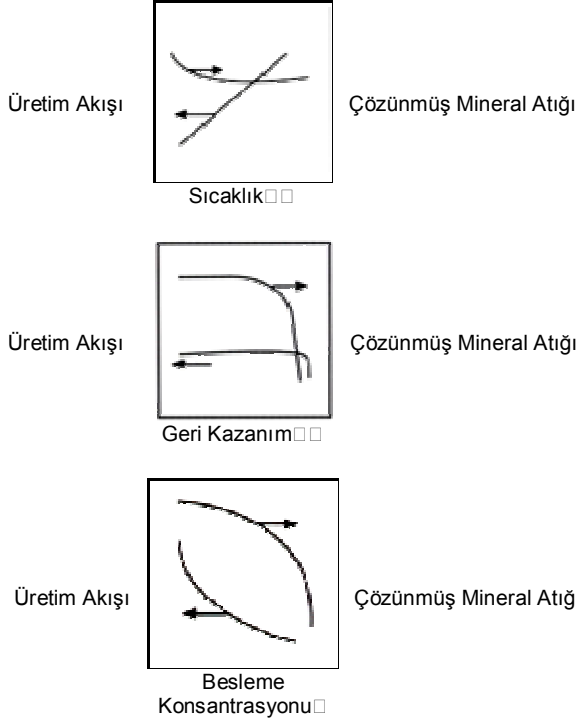 Üretim Akışı
Çözünmüş Mineral Atığı
Sıcaklık
Üretim Akışı
Çözünmüş Mineral Atığı
Geri Kazanım
Üretim Akışı
Çözünmüş Mineral Atığ
Besleme
Konsantrasyonu